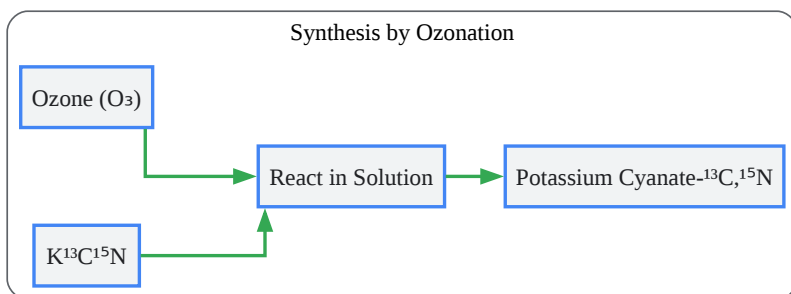 Synthesis by Ozonation
Ozone (O₃)
React in Solution
Potassium Cyanate-¹³C,¹⁵N
K¹³C¹⁵N